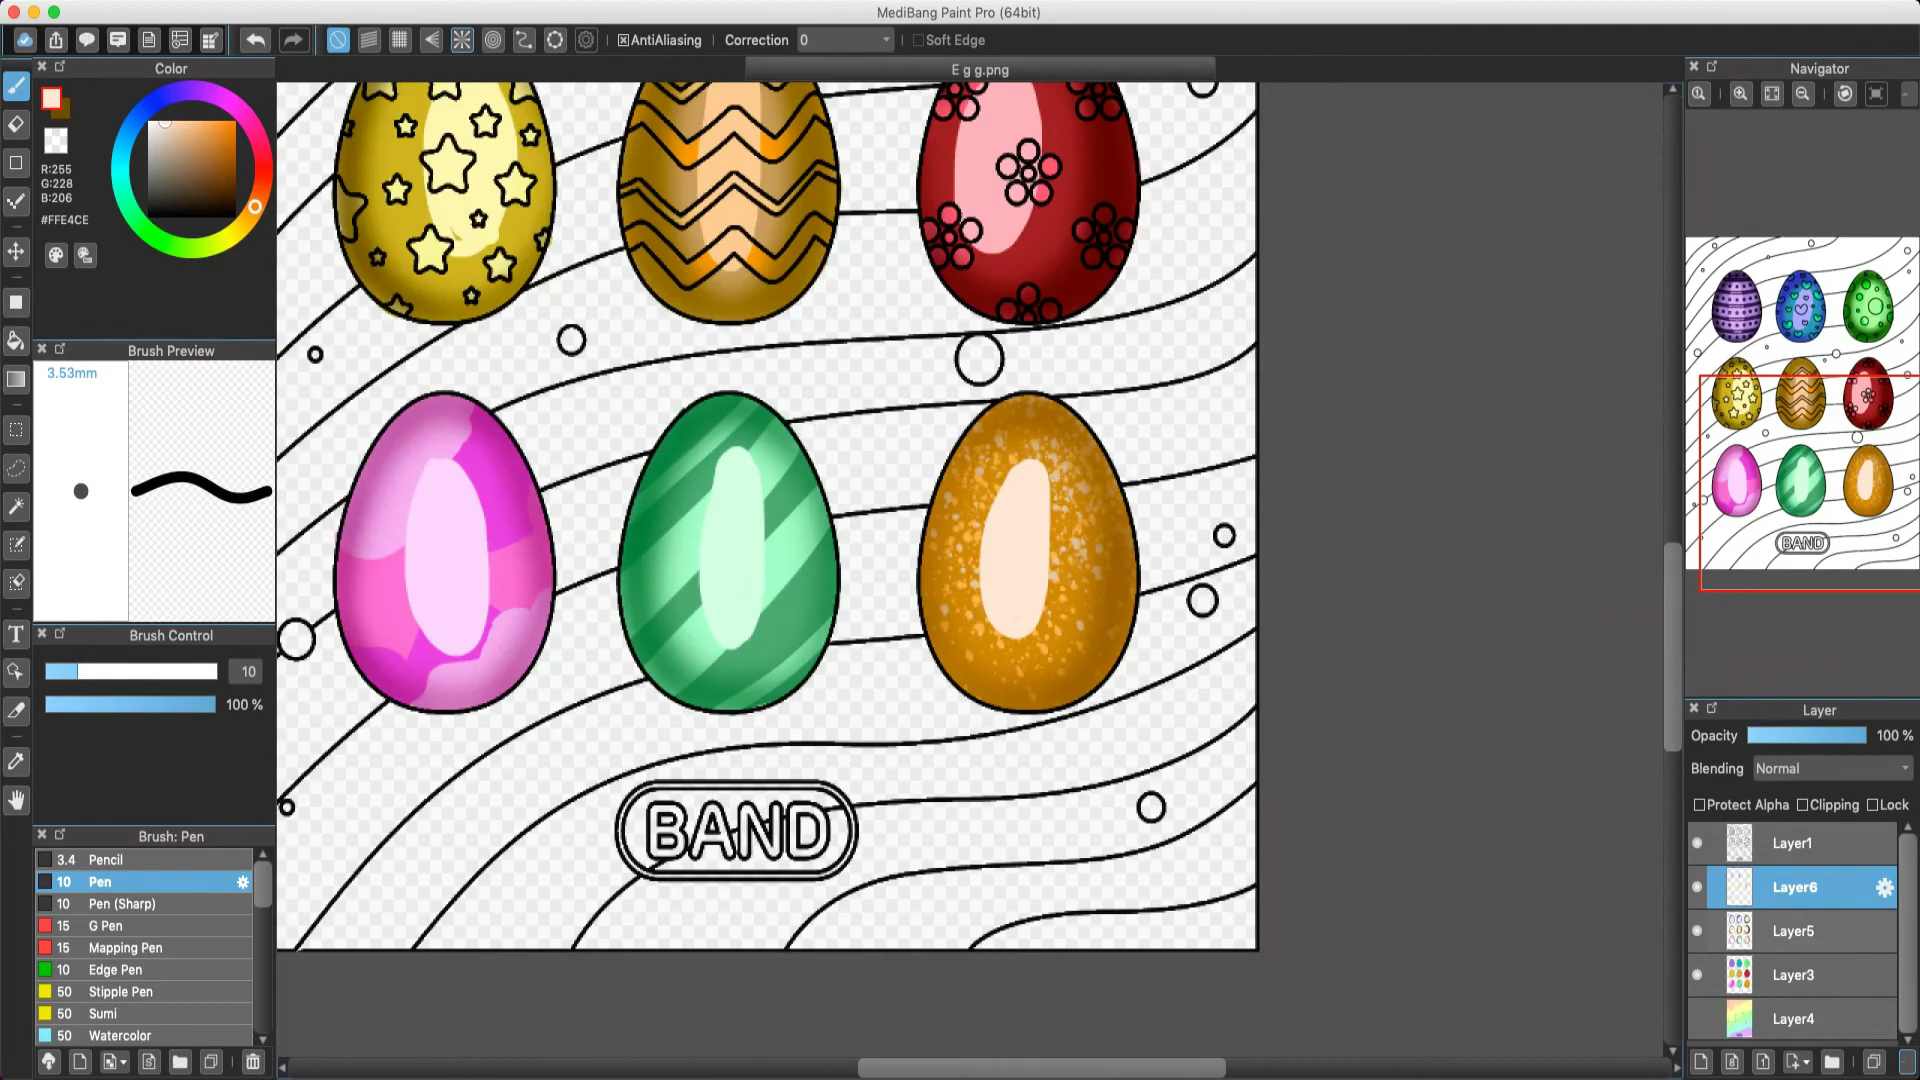 MediBang Paint Pro (64bit)
AntiAliasing
Correction
0
Soft Edge
Color
E g g.png
Navigator
R:255
G:228
B:206
#FFE4CE
Brush Preview
3.53mm
Brush Control
10
100 %
Brush: Pen
3.4 Pencil
10 Pen
10 Pen (Sharp)
15 G Pen
15 Mapping Pen
10 Edge Pen
50 Stipple Pen
50 Sumi
50 Watercolor
BAND
BAND
Layer
Opacity
100 %
Blending
Normal
Protect Alpha
Clipping
Lock
Layer1
Layer6
Layer5
Layer3
Layer4